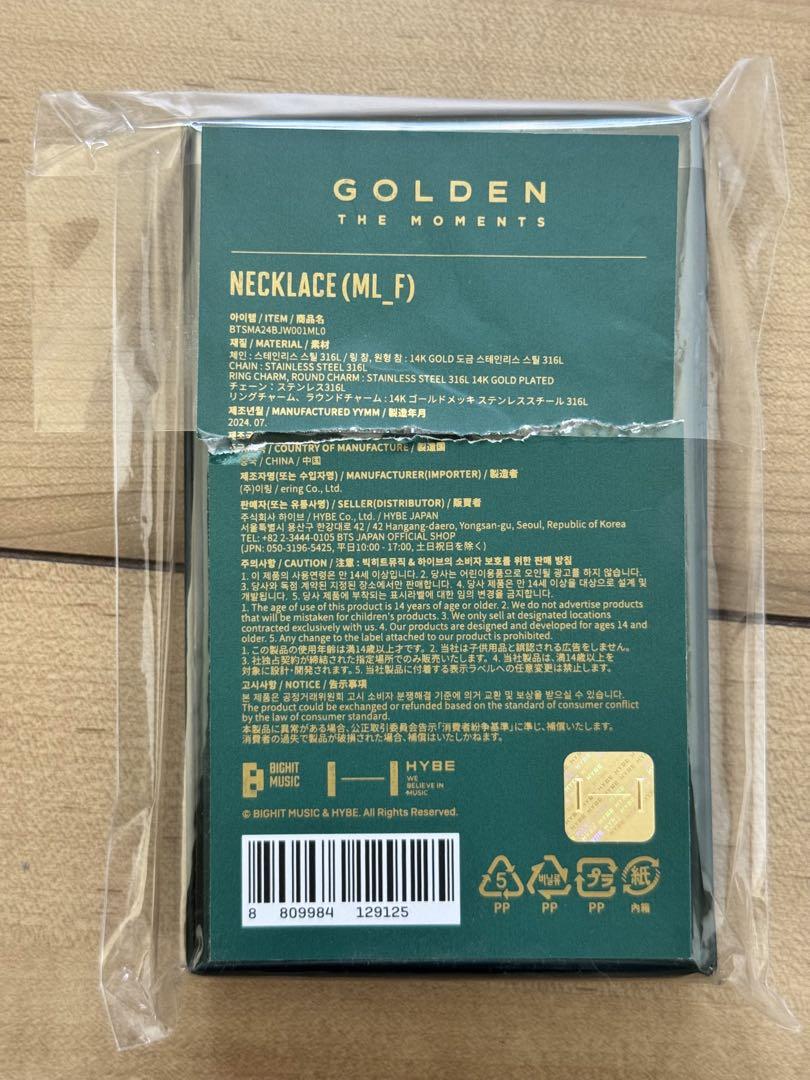 GOLDEN
THE MOMENTS
NECKLACE (ML_F)
아이템 / ITEM / 商品名
BTSMA24BJW001ML0
재질 / MATERIAL / 素材
체인 : 스테인리스 스틸 316L / 링 참, 원형 참 : 14K GOLD 도금 스테인리스 스틸 316L
CHAIN : STAINLESS STEEL 316L
RING CHARM, ROUND CHARM : STAINLESS STEEL 316L 14K GOLD PLATED
チェーン : ステンレス316L
リングチャーム、ラウンドチャーム : 14K ゴールドメッキ ステンレススチール 316L
제조년월 / MANUFACTURED YYMM / 製造年月
2024. 07.
/ COUNTRY OF MANUFACTURE / 製造国
중국 / CHINA / 中国
제조자명(또는 수입자명) / MANUFACTURER(IMPORTER) / 製造者
(주)이링 / ering Co., Ltd.
판매자(또는 유통사명) / SELLER(DISTRIBUTOR) / 販賣者
주식회사 하이브 / HYBE Co., Ltd. / HYBE JAPAN
서울특별시 용산구 한강대로 42 / 42 Hangang-daero, Yongsan-gu, Seoul, Republic of Korea
TEL: +82 2-3444-0105 BTS JAPAN OFFICIAL SHOP
(JPN: 050-3196-5425, 平日10:00 - 17:00, 土日祝日を除く)
주의사항 / CAUTION / 注意 : 빅히트뮤직 & 하이브의 소비자 보호를 위한 판매 방침
1. 이 제품의 사용연령은 만 14세 이상입니다. 2. 당사는 어린이용품으로 오인될 광고를 하지 않습니다.
3. 당사와 독점 계약된 지정된 장소에서만 판매합니다. 4. 당사 제품은 만 14세 이상을 대상으로 설계 및
개발됩니다. 5. 당사 제품에 부착되는 표시라벨에 대한 임의 변경을 금지합니다.
1. The age of use of this product is 14 years of age or older. 2. We do not advertise products
that will be mistaken for children's products. 3. We only sell at designated locations
contracted exclusively with us. 4. Our products are designed and developed for ages 14 and
older. 5. Any change to the label attached to our product is prohibited.
1. この製品の使用年齢は満14歳以上です。2. 当社は子供用品と誤認される広告をしません。
3. 社独占契約が締結された指定場所でのみ販売いたします。4. 当社製品は、満14歳以上を
対象に設計·開発されます。5. 当社製品に付着する表示ラベルへの任意変更は禁止します。
고시사항 / NOTICE / 告示事項
본 제품은 공정거래위원회 고시 소비자 분쟁해결 기준에 의거 교환 및 보상을 받으실 수 있습니다.
The product could be exchanged or refunded based on the standard of consumer conflict
by the law of consumer standard.
本製品に異常がある場合、公正取引委員会告示「消費者紛争基準」に準じ、補償いたします。
消費者の過失で製品が破損された場合、補償はいたしかねます。
BIGHIT MUSIC
HYBE
WE BELIEVE IN MUSIC
© BIGHIT MUSIC & HYBE. All Rights Reserved.
8 809984 129125
5 비닐류 プラ 紙
PP PP PP 內箱